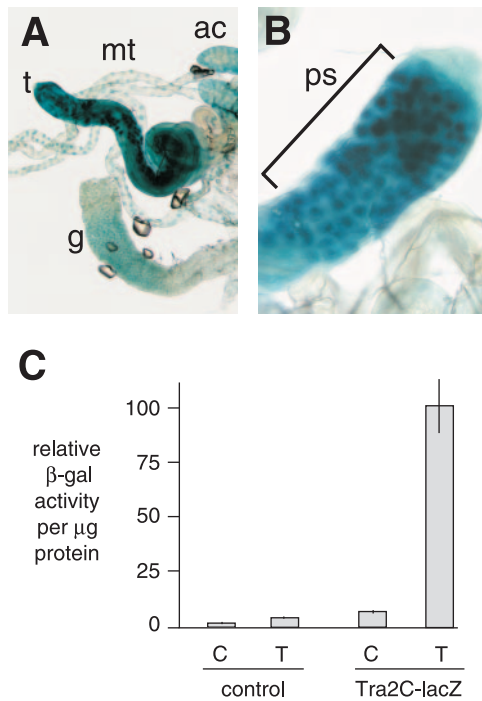 A
mt
ac
t
g
B
ps
C
relative
β-gal
activity
per μg
protein
100
75
50
25
0
C T C T
control Tra2C-lacZ